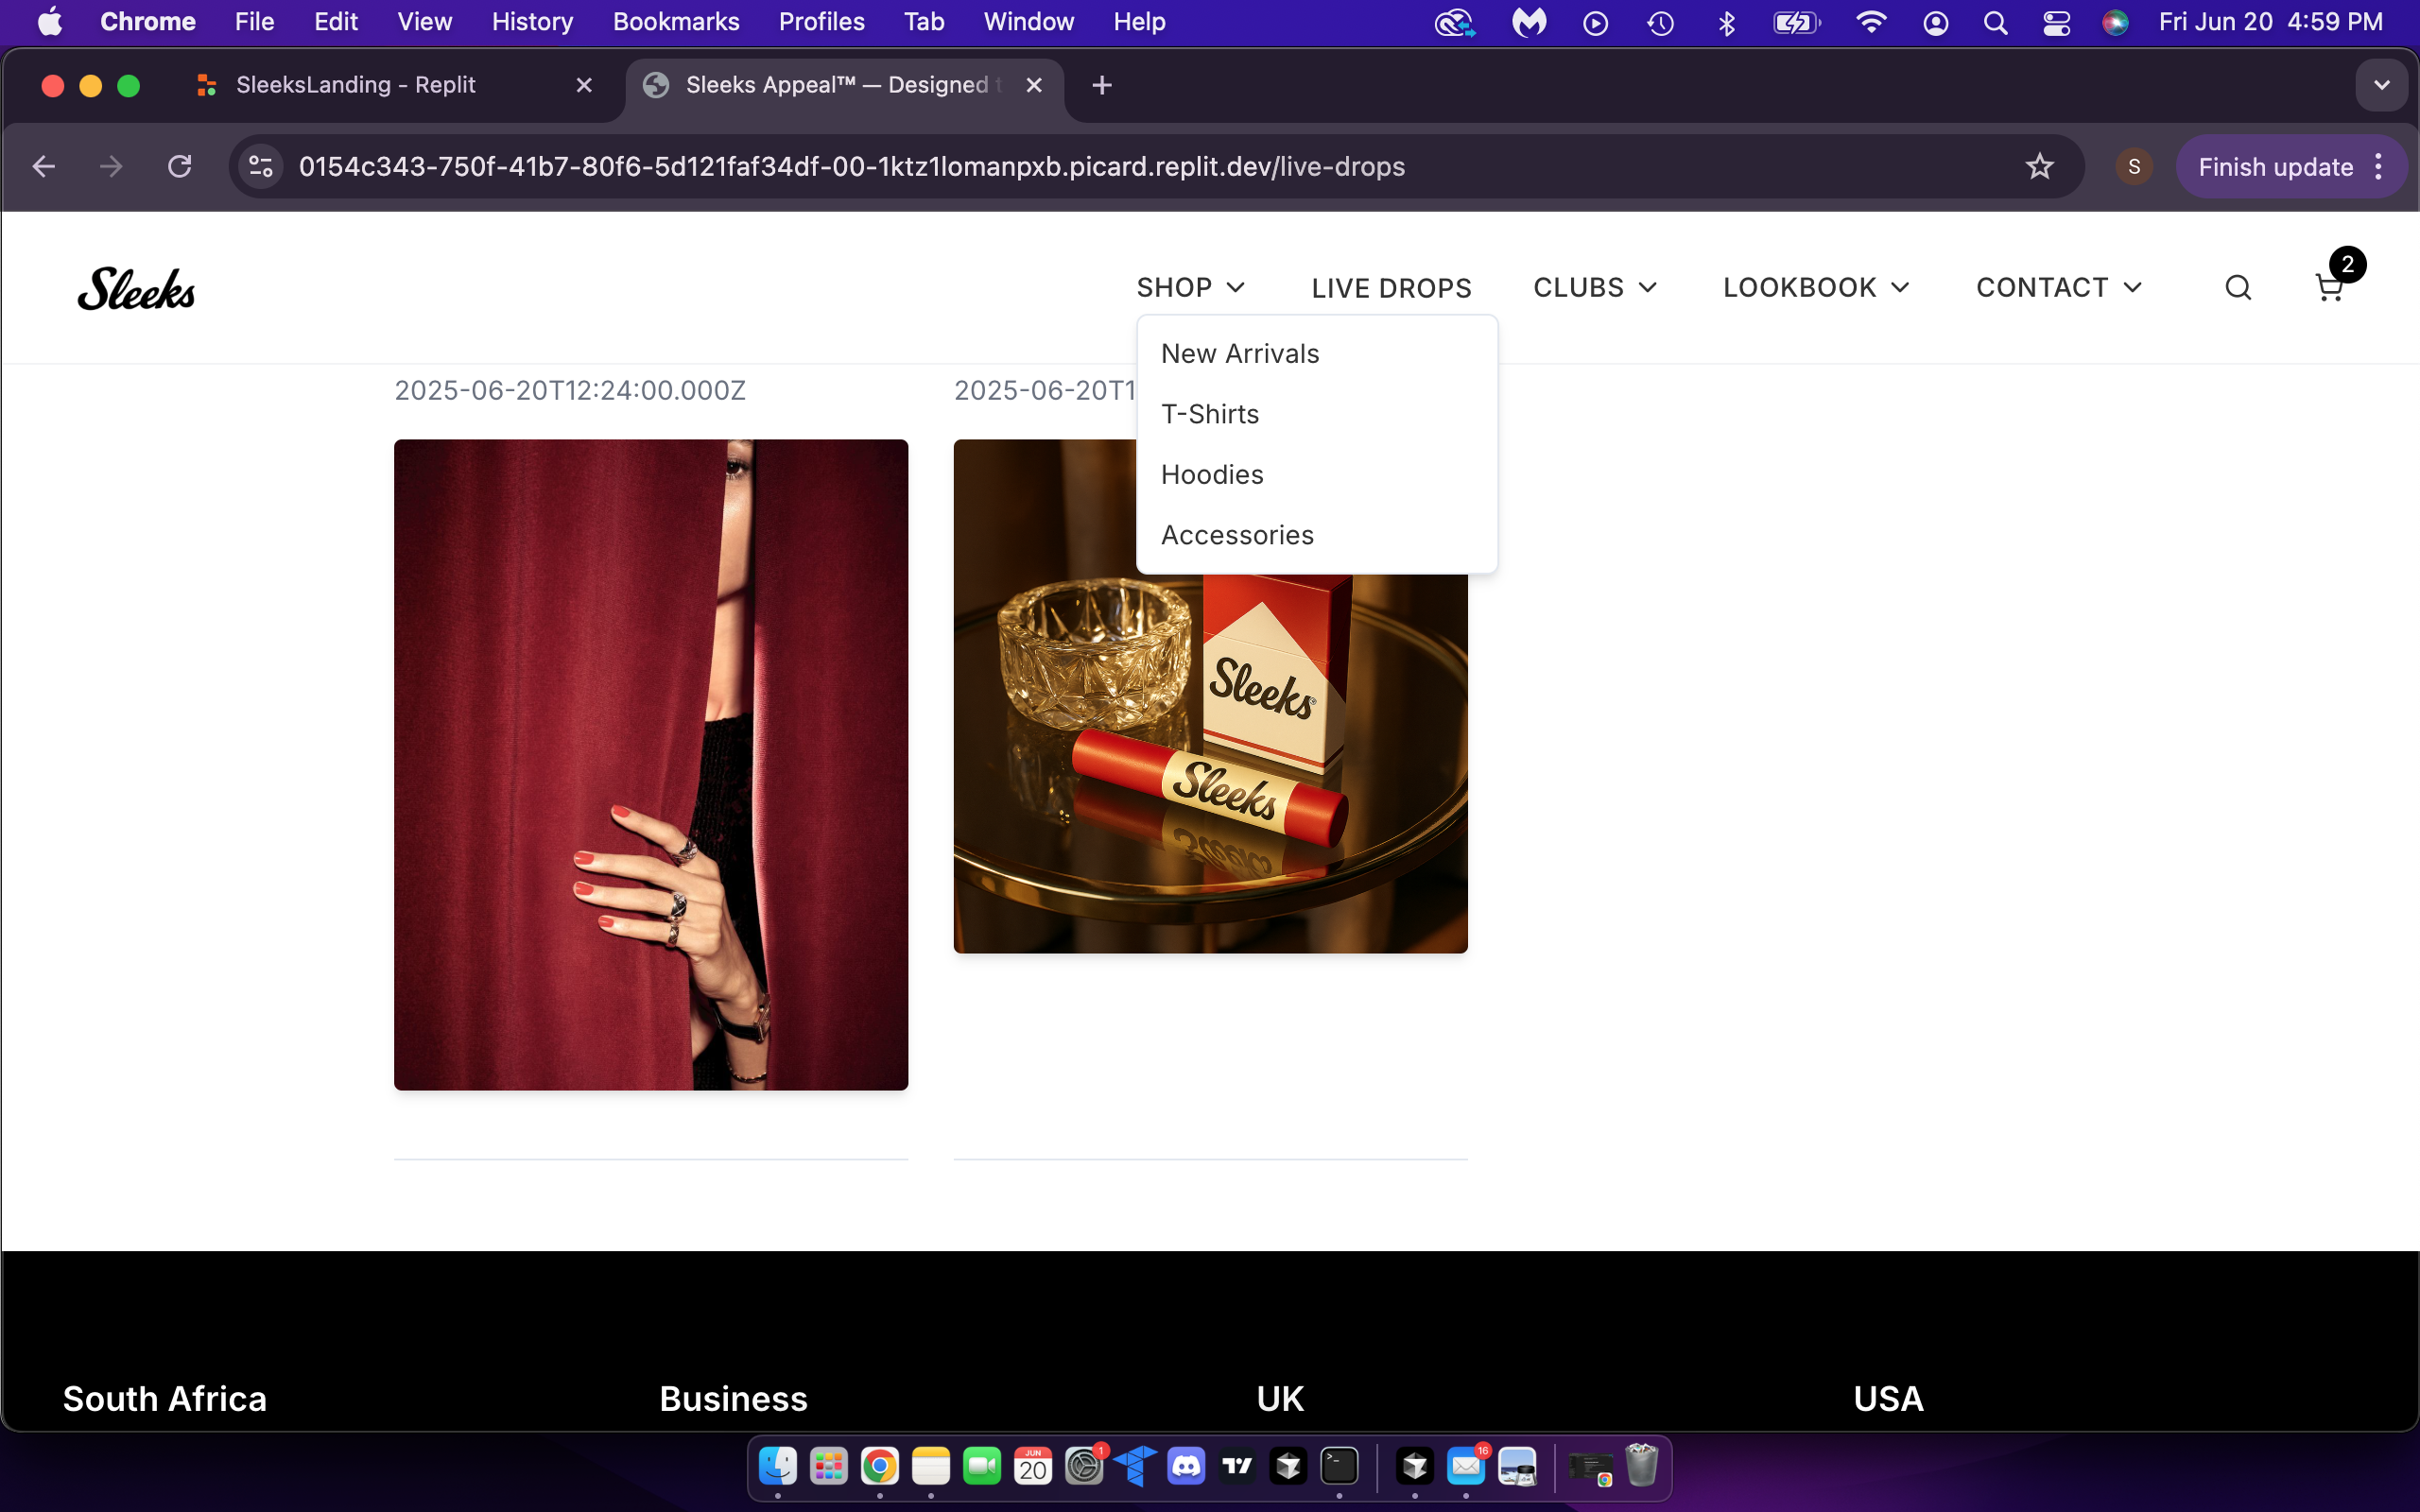 Chrome File Edit View History Bookmarks Profiles Tab Window Help Fri Jun 20 4:59 PM
SleeksLanding - Replit Sleeks Appeal™ — Designed t
0154c343-750f-41b7-80f6-5d121faf34df-00-1ktz1lomanpxb.picard.replit.dev/live-drops S Finish update
Sleeks SHOP LIVE DROPS CLUBS LOOKBOOK CONTACT 2
New Arrivals
T-Shirts
Hoodies
Accessories
2025-06-20T12:24:00.000Z 2025-06-20T1
Sleeks
Sleeks
South Africa Business UK USA
JUN
20
1
16